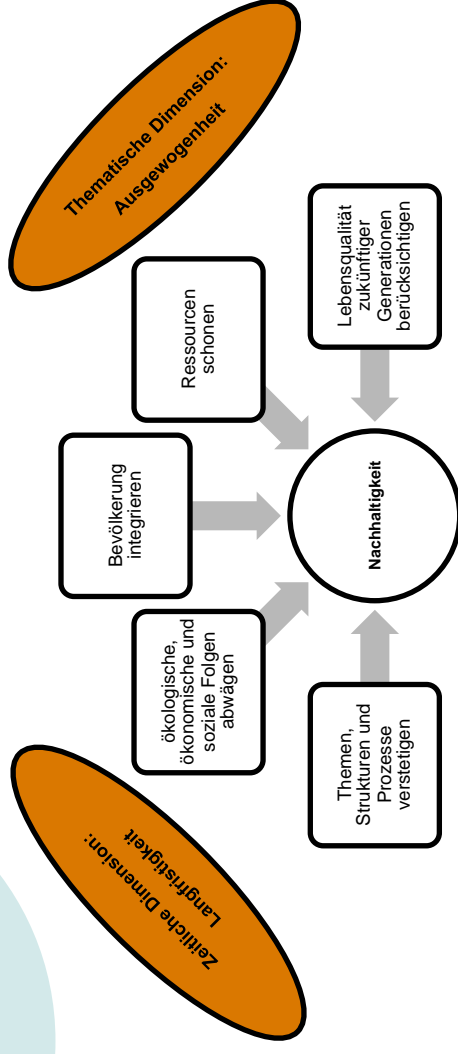 Zeitliche Dimension:
Langfristigkeit
Thematische Dimension:
Ausgewogenheit
Themen,
Strukturen und
Prozesse
verstetigen
ökologische,
ökonomische und
soziale Folgen
abwägen
Bevölkerung
integrieren
Ressourcen
schonen
Lebensqualität
zukünftiger
Generationen
berücksichtigen
Nachhaltigkeit